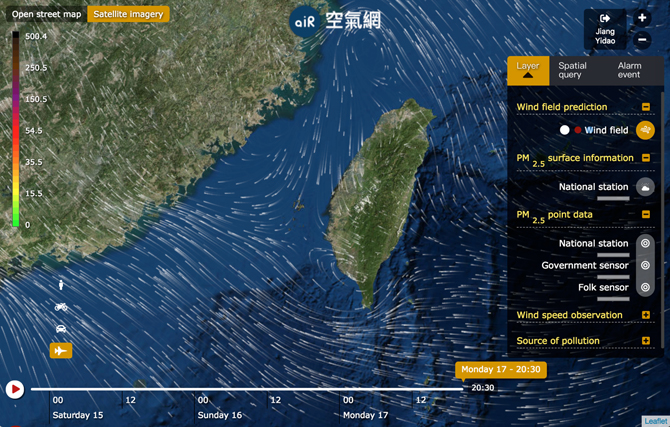 Open street map
Satellite imagery
aiR 空氣網
Jiang
Yidao
+
−
500.4
250.5
150.5
54.5
35.5
15.5
0
Layer
Spatial
query
Alarm
event
Wind field prediction
Wind field
PM 2.5 surface information
National station
PM 2.5 point data
National station
Government sensor
Folk sensor
Wind speed observation
Source of pollution
Monday 17 - 20:30
20:30
00 12 00 12 00 12
Saturday 15 Sunday 16 Monday 17
Leaflet